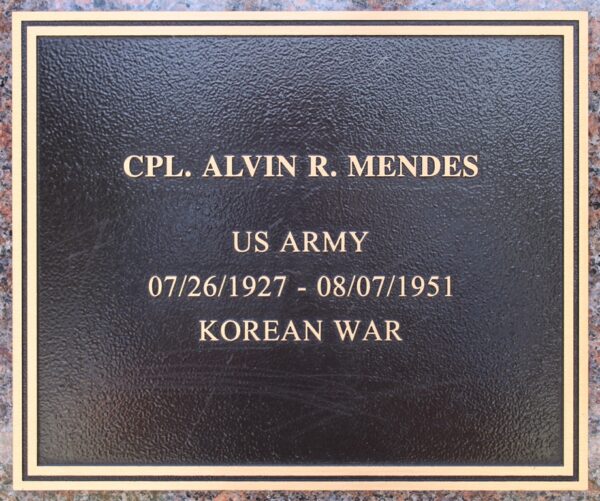 CPL. ALVIN R. MENDES
US ARMY
07/26/1927 - 08/07/1951
KOREAN WAR